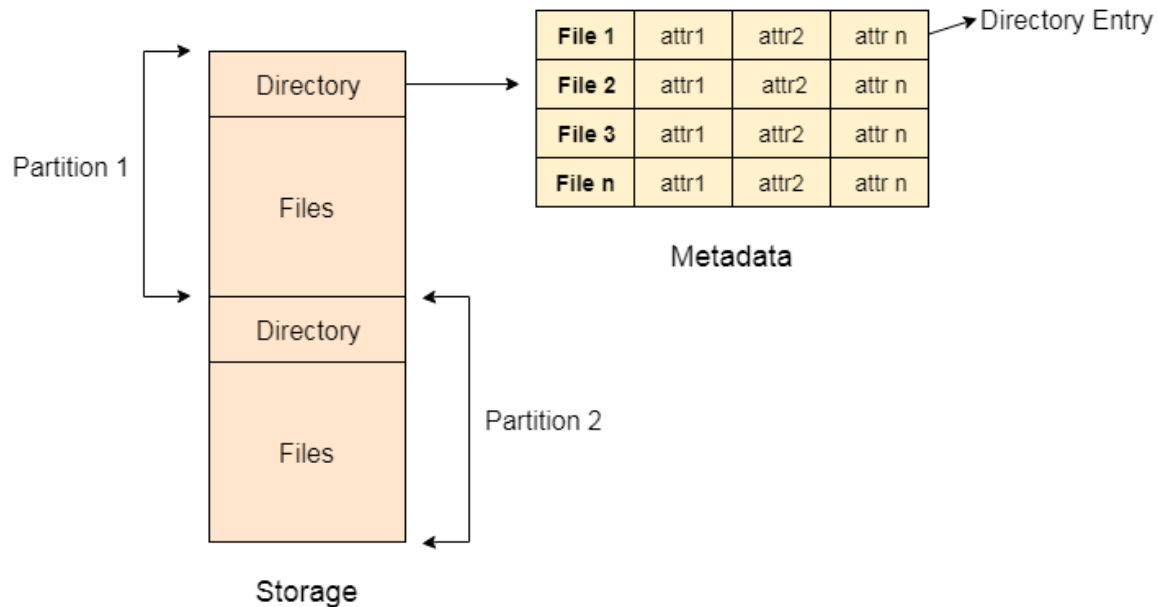 File 1 attr1 attr2 attr n
Directory Entry
File 2 attr1 attr2 attr n
File 3 attr1 attr2 attr n
File n attr1 attr2 attr n
Metadata
Directory
Partition 1
Files
Directory
Partition 2
Files
Storage